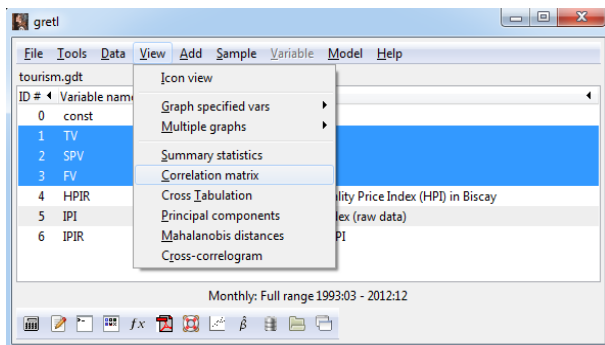 gretl
File Tools Data View Add Sample Variable Model Help
tourism.gdt
ID # Variable name
0 const
1 TV
2 SPV
3 FV
4 HPIR
5 IPI
6 IPIR
Icon view
Graph specified vars
Multiple graphs
Summary statistics
Correlation matrix
Cross Tabulation
Principal components
Mahalanobis distances
Cross-correlogram
Price Index (HPI) in Biscay
(raw data)
Monthly: Full range 1993:03 - 2012:12
fx
β̂